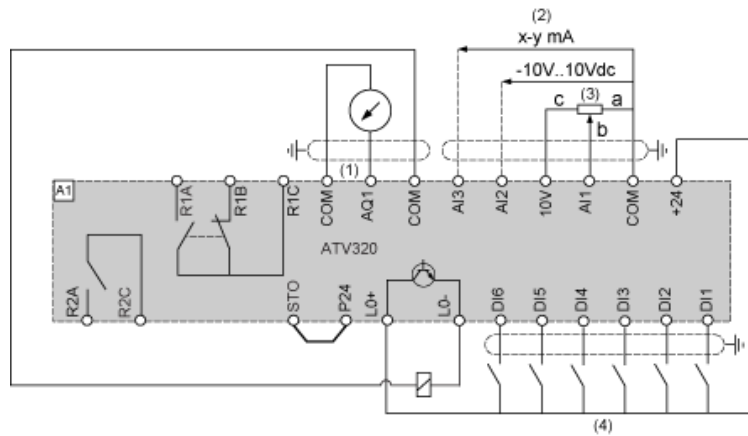 (2)
x-y mA
-10V..10Vdc
c (3) a
b
(1)
A1
R1A R1B R1C COM AQ1 COM AI3 AI2 10V AI1 COM +24
ATV320
R2A R2C STO P24 L0+ L0- DI6 DI5 DI4 DI3 DI2 DI1
(4)